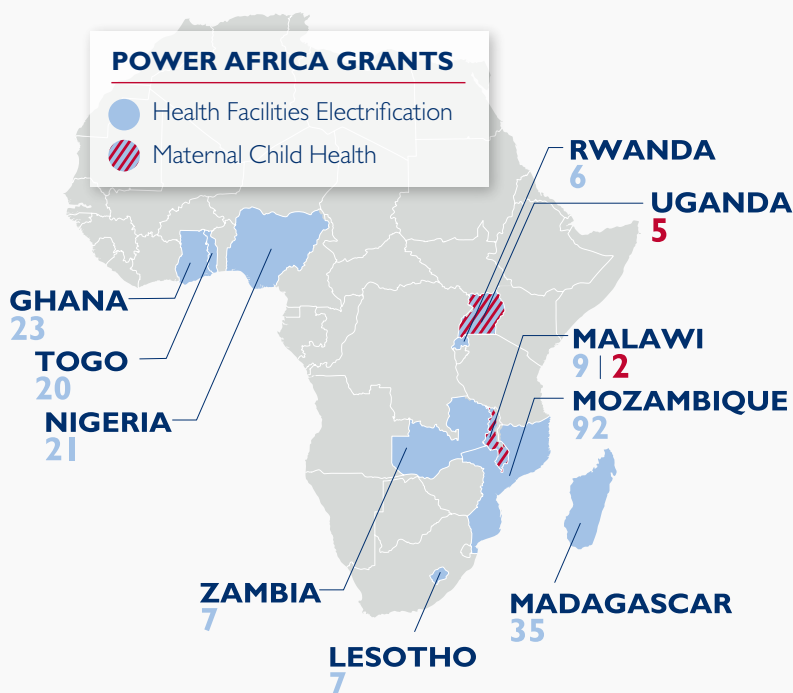 POWER AFRICA GRANTS
Health Facilities Electrification
Maternal Child Health
RWANDA
6
UGANDA
5
GHANA
23
TOGO
20
NIGERIA
21
MALAWI
9 | 2
MOZAMBIQUE
92
ZAMBIA
7
MADAGASCAR
35
LESOTHO
7